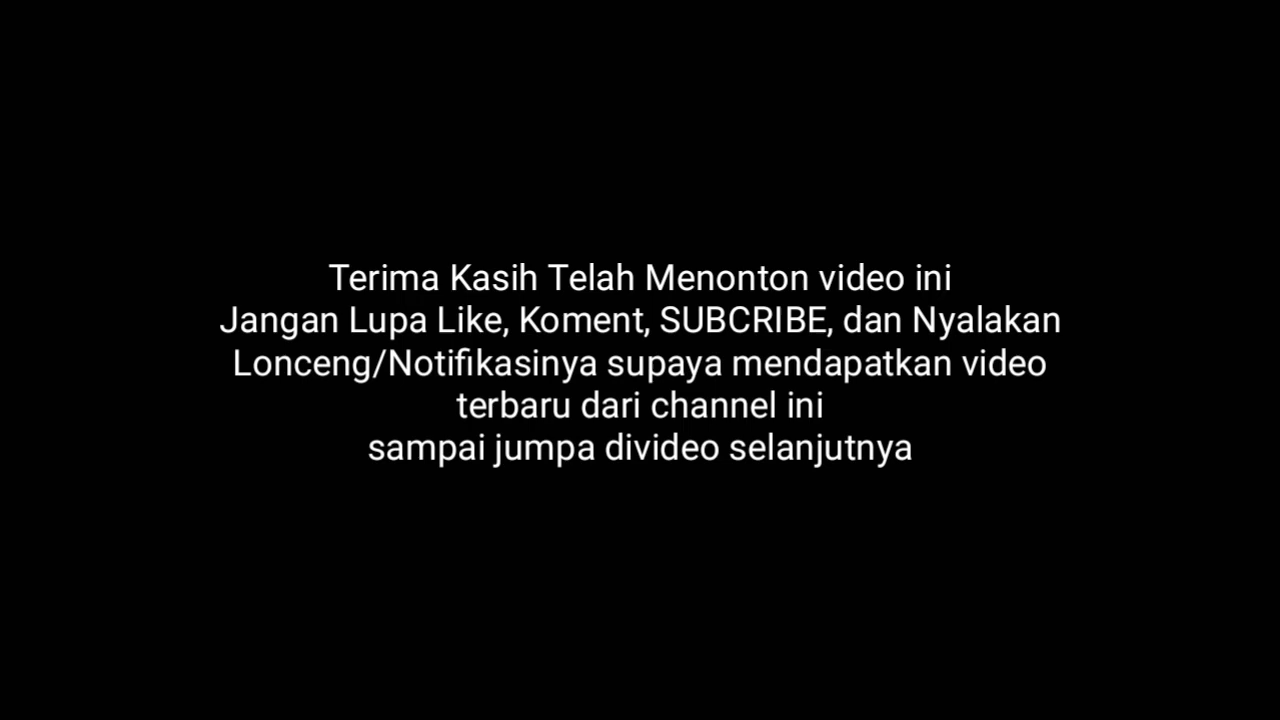 Terima Kasih Telah Menonton video ini
Jangan Lupa Like, Koment, SUBCRIBE, dan Nyalakan
Lonceng/Notifikasinya supaya mendapatkan video
terbaru dari channel ini
sampai jumpa divideo selanjutnya